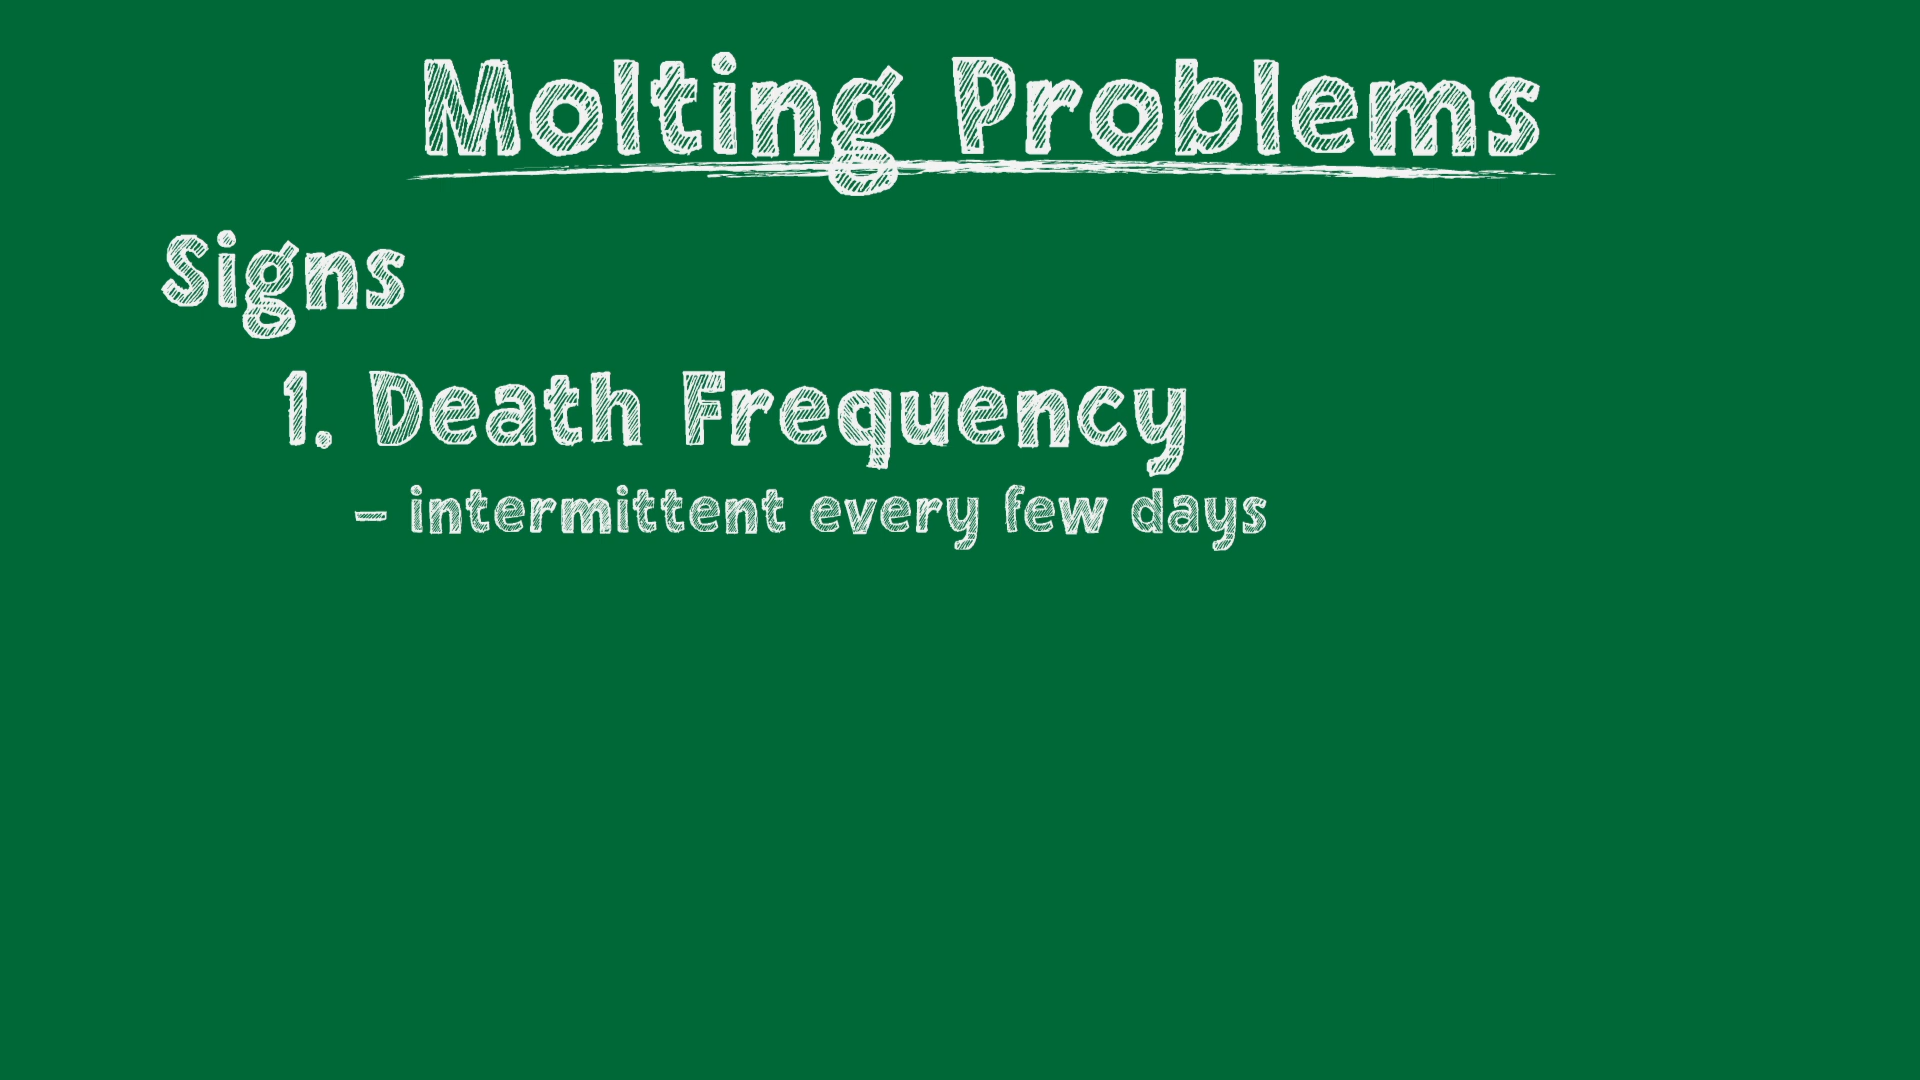 Molting Problems
Signs
1. Death Frequency
- intermittent every few days